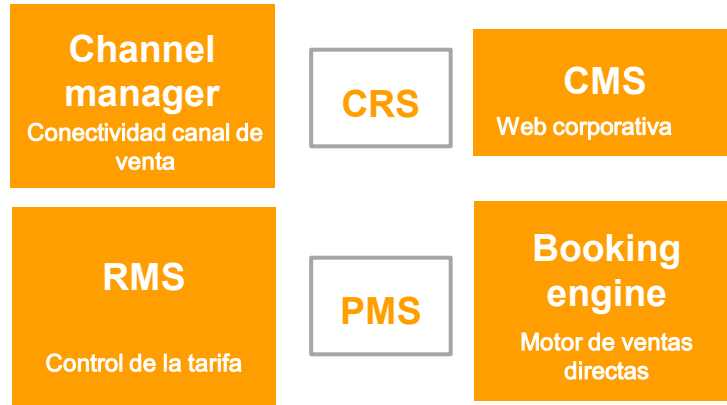 Channel
manager
Conectividad canal de
venta
CRS
CMS
Web corporativa
RMS
Control de la tarifa
PMS
Booking
engine
Motor de ventas
directas